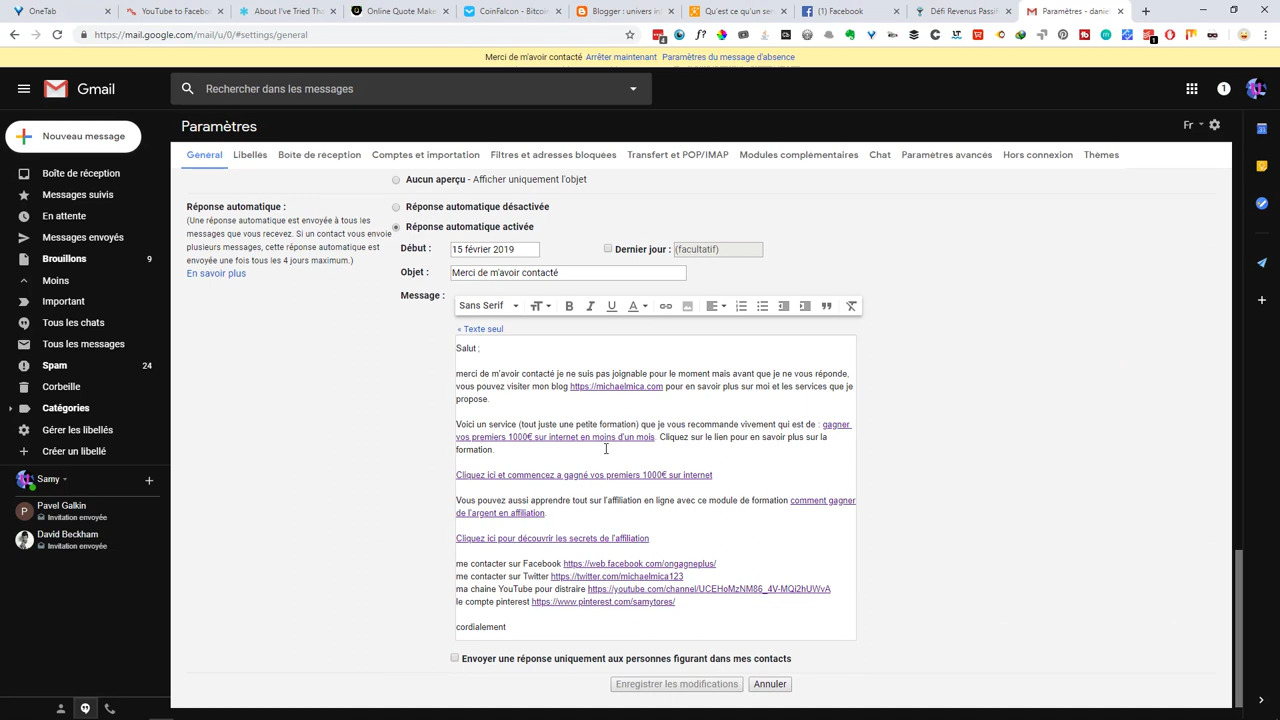 OneTab
YouTube to Facebo
About I've Tried Tha
Online Quote Make
CoinFalcon - Bitcoin
Blogger : univers in
Qu'est ce qu'un ser
(1) Facebook
Défi Revenus Passif
Paramètres - daniel
https://mail.google.com/mail/u/0/#settings/general
Merci de m'avoir contacté Arrêter maintenant Paramètres du message d'absence
Gmail
Rechercher dans les messages
1
Nouveau message
Paramètres
Fr
Général Libellés Boîte de réception Comptes et importation Filtres et adresses bloquées Transfert et POP/IMAP Modules complémentaires Chat Paramètres avancés Hors connexion Thèmes
Boîte de réception
Messages suivis
En attente
Messages envoyés
Brouillons 9
Moins
Important
Tous les chats
Tous les messages
Spam 24
Corbeille
Catégories
Gérer les libellés
Créer un libellé
Samy
Pavel Galkin
Invitation envoyée
David Beckham
Invitation envoyée
Aucun aperçu - Afficher uniquement l'objet
Réponse automatique :
(Une réponse automatique est envoyée à tous les
messages que vous recevez. Si un contact vous envoie
plusieurs messages, cette réponse automatique est
envoyée une fois tous les 4 jours maximum.)
En savoir plus
Réponse automatique désactivée
Réponse automatique activée
Début : 15 février 2019 Dernier jour : (facultatif)
Objet : Merci de m'avoir contacté
Message :
Sans Serif
« Texte seul
Salut ;
merci de m'avoir contacté je ne suis pas joignable pour le moment mais avant que je ne vous réponde,
vous pouvez visiter mon blog https://michaelmica.com pour en savoir plus sur moi et les services que je
propose.
Voici un service (tout juste une petite formation) que je vous recommande vivement qui est de : gagner
vos premiers 1000€ sur internet en moins d'un mois. Cliquez sur le lien pour en savoir plus sur la
formation.
Cliquez ici et commencez a gagné vos premiers 1000€ sur internet
Vous pouvez aussi apprendre tout sur l'affiliation en ligne avec ce module de formation comment gagner
de l'argent en affiliation.
Cliquez ici pour découvrir les secrets de l'affiliation
me contacter sur Facebook https://web.facebook.com/ongagneplus/
me contacter sur Twitter https://twitter.com/michaelmica123
ma chaine YouTube pour distraire https://youtube.com/channel/UCEHoMzNM86_4V-MQl2hUWvA
le compte pinterest https://www.pinterest.com/samytores/
cordialement
Envoyer une réponse uniquement aux personnes figurant dans mes contacts
Enregistrer les modifications Annuler